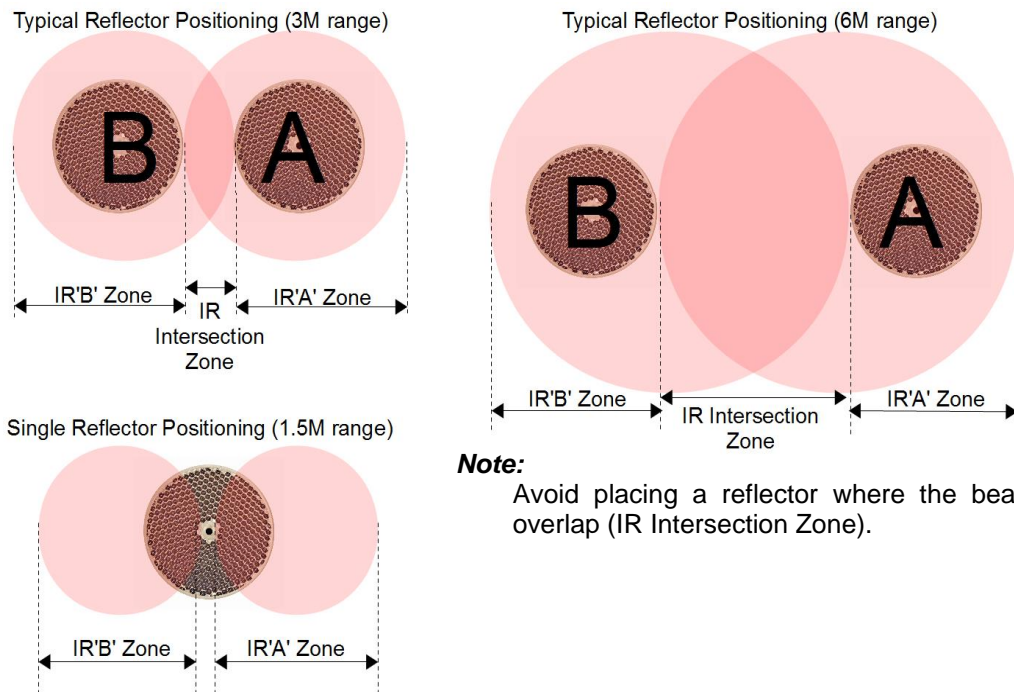 Typical Reflector Positioning (3M range)
B A
IR'B' Zone
IR
Intersection
Zone
IR'A' Zone
Typical Reflector Positioning (6M range)
B A
IR'B' Zone
IR Intersection
Zone
IR'A' Zone
Single Reflector Positioning (1.5M range)
IR'B' Zone
IR'A' Zone
Note:
Avoid placing a reflector where the bea
overlap (IR Intersection Zone).